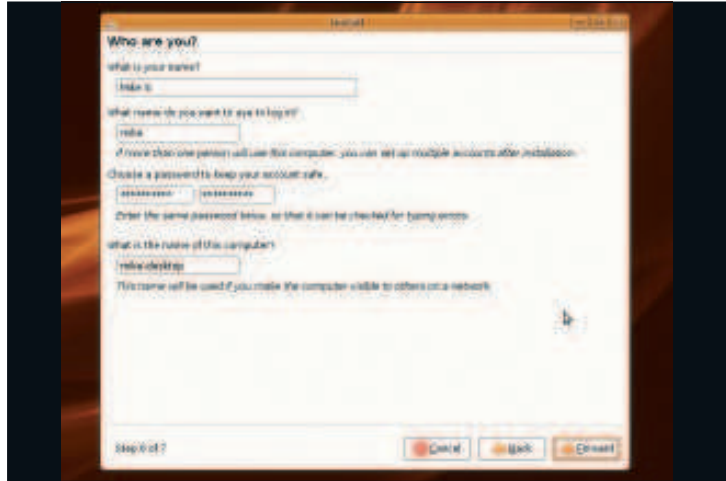 Install
Who are you?
What is your name?
What name do you want to use to log in?
If more than one person will use this computer, you can set up multiple accounts after installation.
Choose a password to keep your account safe.
Enter the same password twice, so that it can be checked for typing errors.
What is the name of this computer?
This name will be used if you make the computer visible to others on a network.
Step of 7
Cancel Back Forward